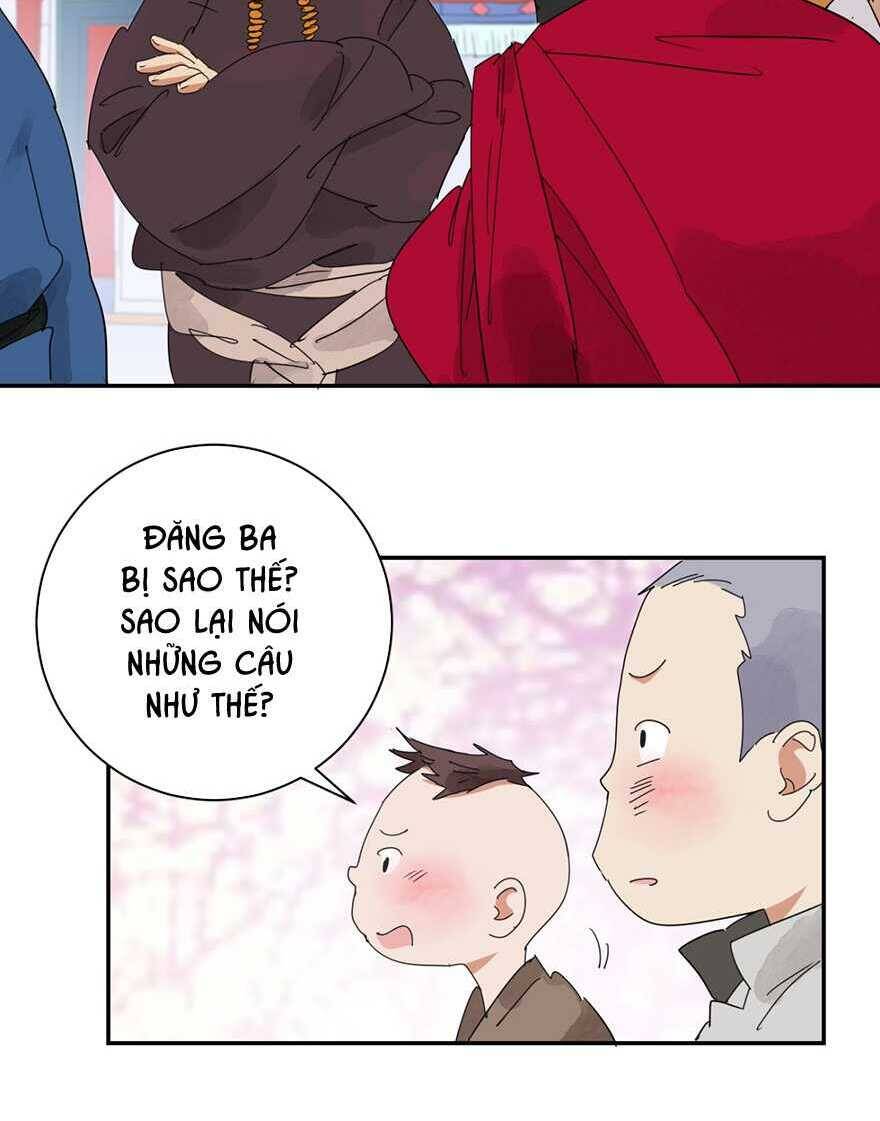 ĐĂNG BA
BỊ SAO THẾ?
SAO LẠI NÓI
NHỮNG CÂU
NHƯ THẾ?